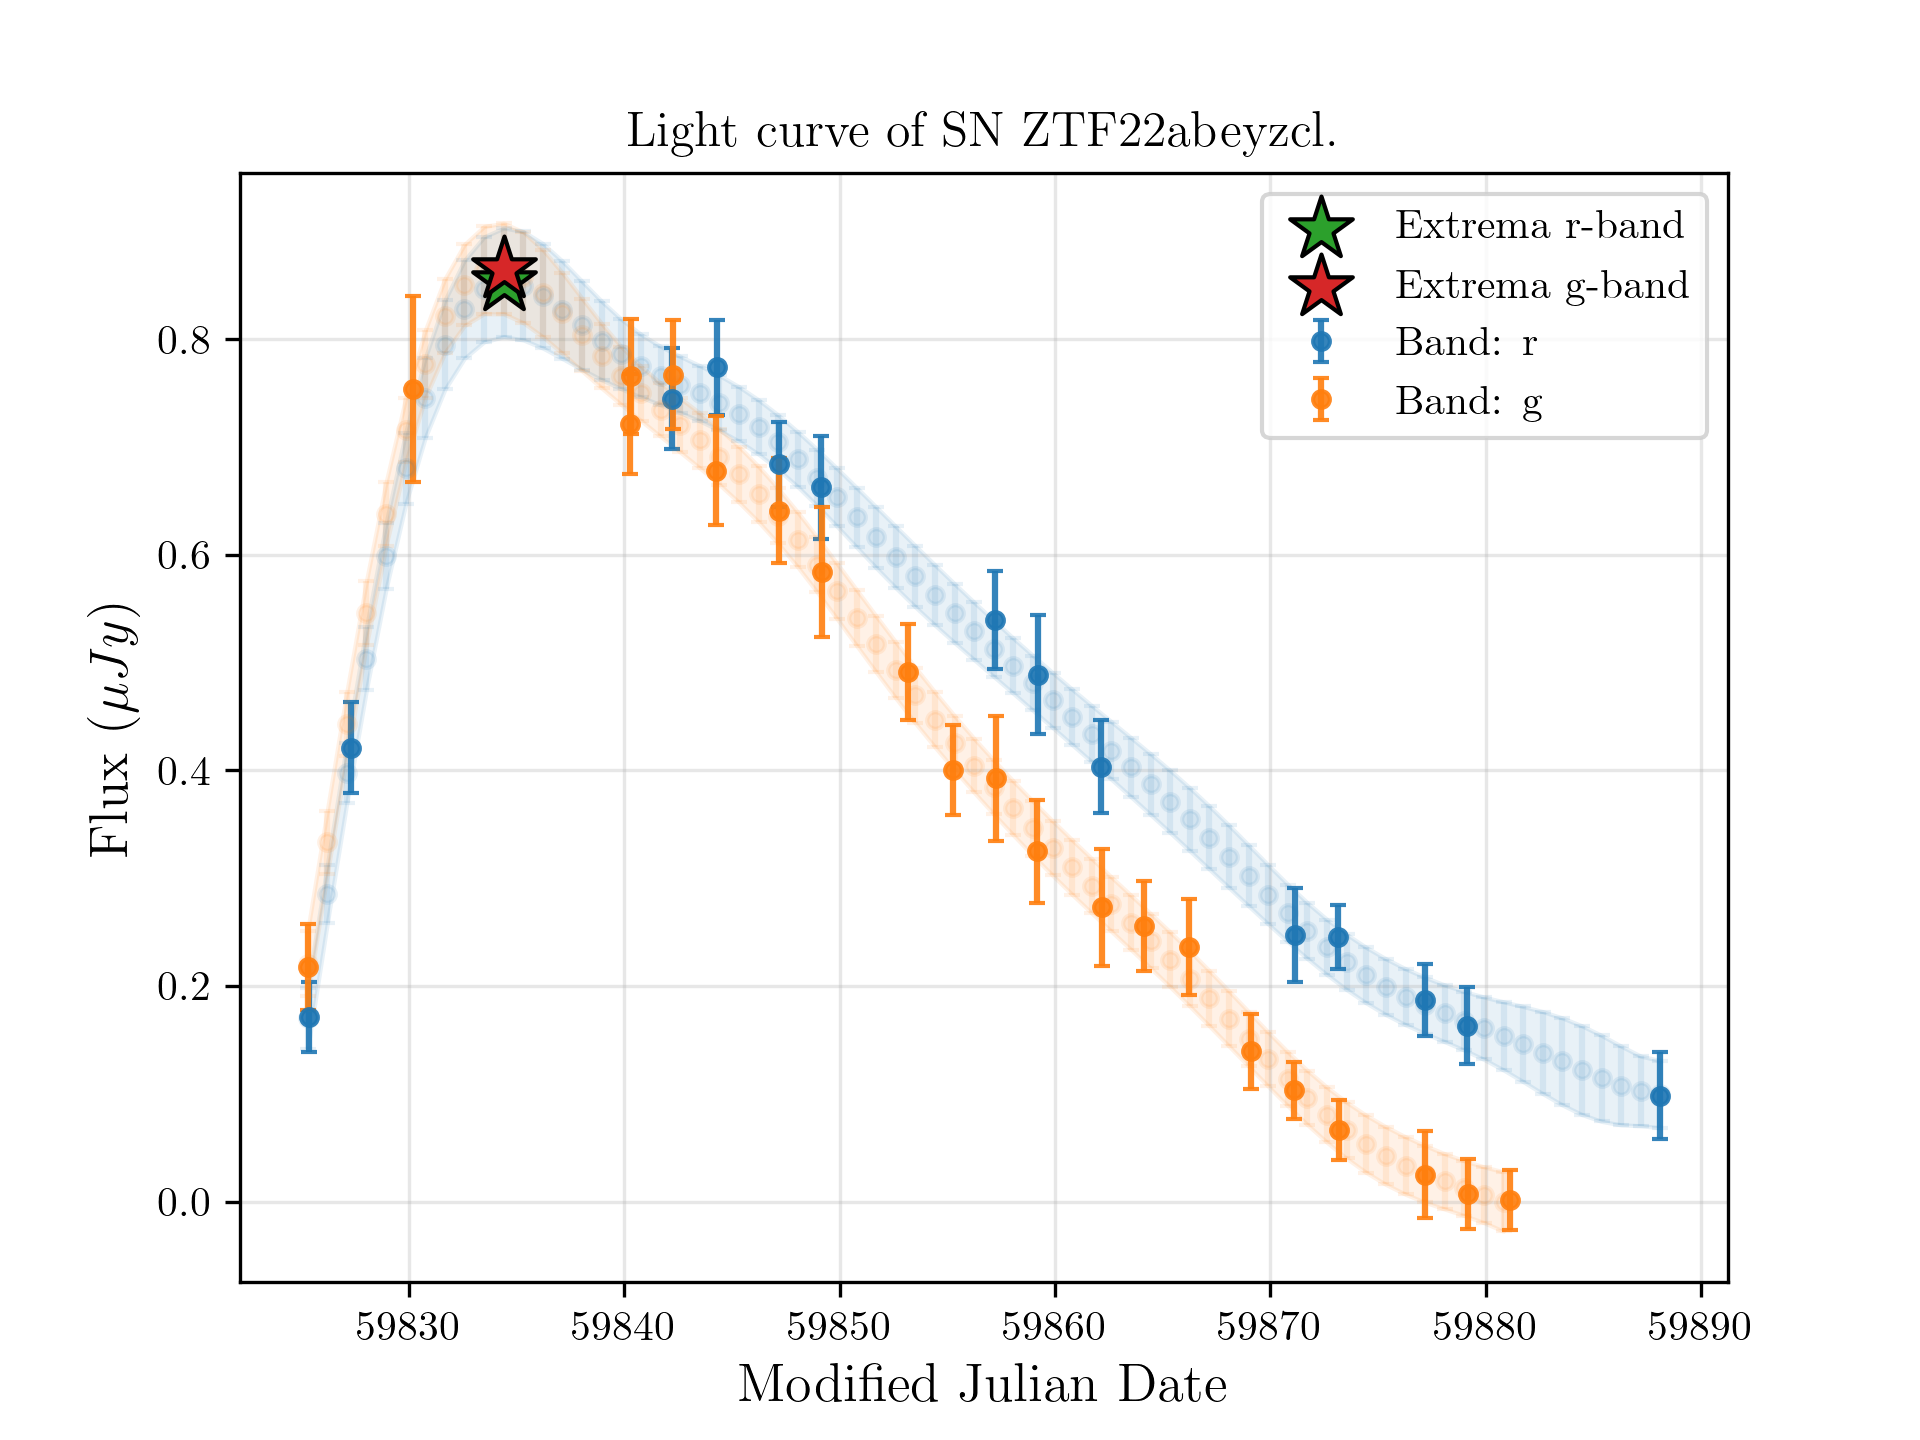 Light curve of SN ZTF22abeyzcl.
Extrema r-band
Extrema g-band
Band: r
Band: g
Flux (μJy)
0.8
0.6
0.4
0.2
0.0
59830 59840 59850 59860 59870 59880 59890
Modified Julian Date